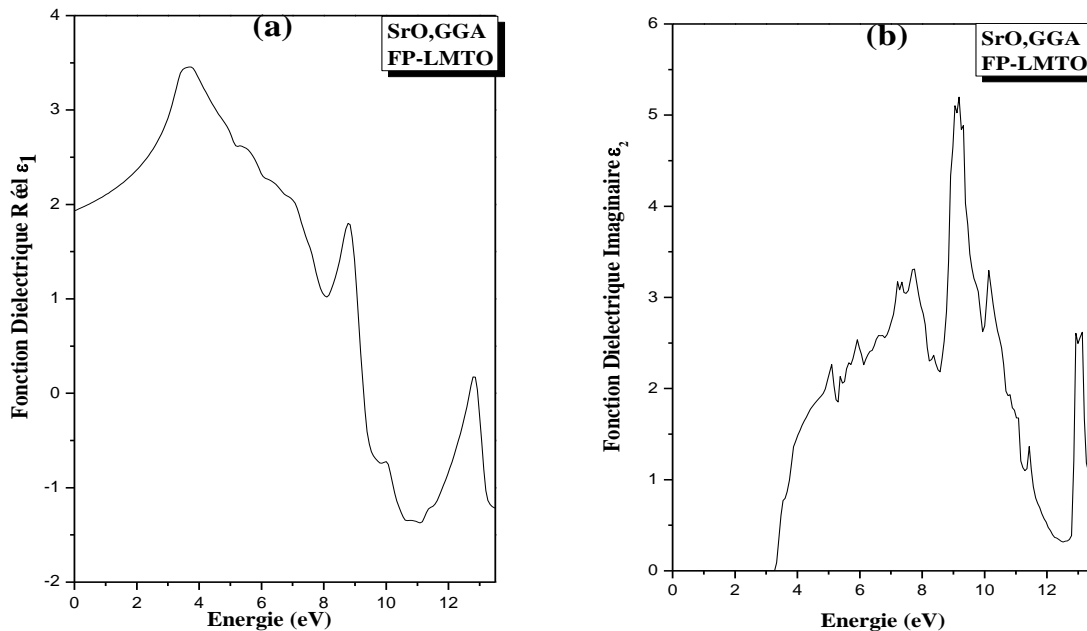 (a)
SrO,GGA
FP-LMTO
Fonction Dielectrique R éel ε1
4
3
2
1
0
-1
-2
0 2 4 6 8 10 12
Energie (eV)
(b)
SrO,GGA
FP-LMTO
Fonction Dielectrique Imaginaire ε2
6
5
4
3
2
1
0
0 2 4 6 8 10 12
Energie (eV)